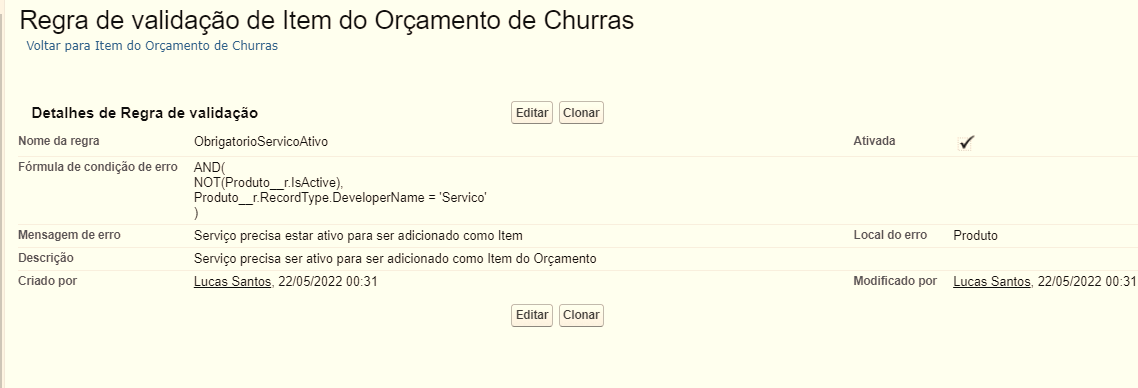 Regra de validação de Item do Orçamento de Churras
Voltar para Item do Orçamento de Churras
Detalhes de Regra de validação
Editar Clonar
Nome da regra ObrigatorioServicoAtivo Ativada
Fórmula de condição de erro AND(
NOT(Produto__r.IsActive),
Produto__r.RecordType.DeveloperName = 'Servico'
)
Mensagem de erro Serviço precisa estar ativo para ser adicionado como Item Local do erro Produto
Descrição Serviço precisa ser ativo para ser adicionado como Item do Orçamento
Criado por Lucas Santos, 22/05/2022 00:31 Modificado por Lucas Santos, 22/05/2022 00:31
Editar Clonar